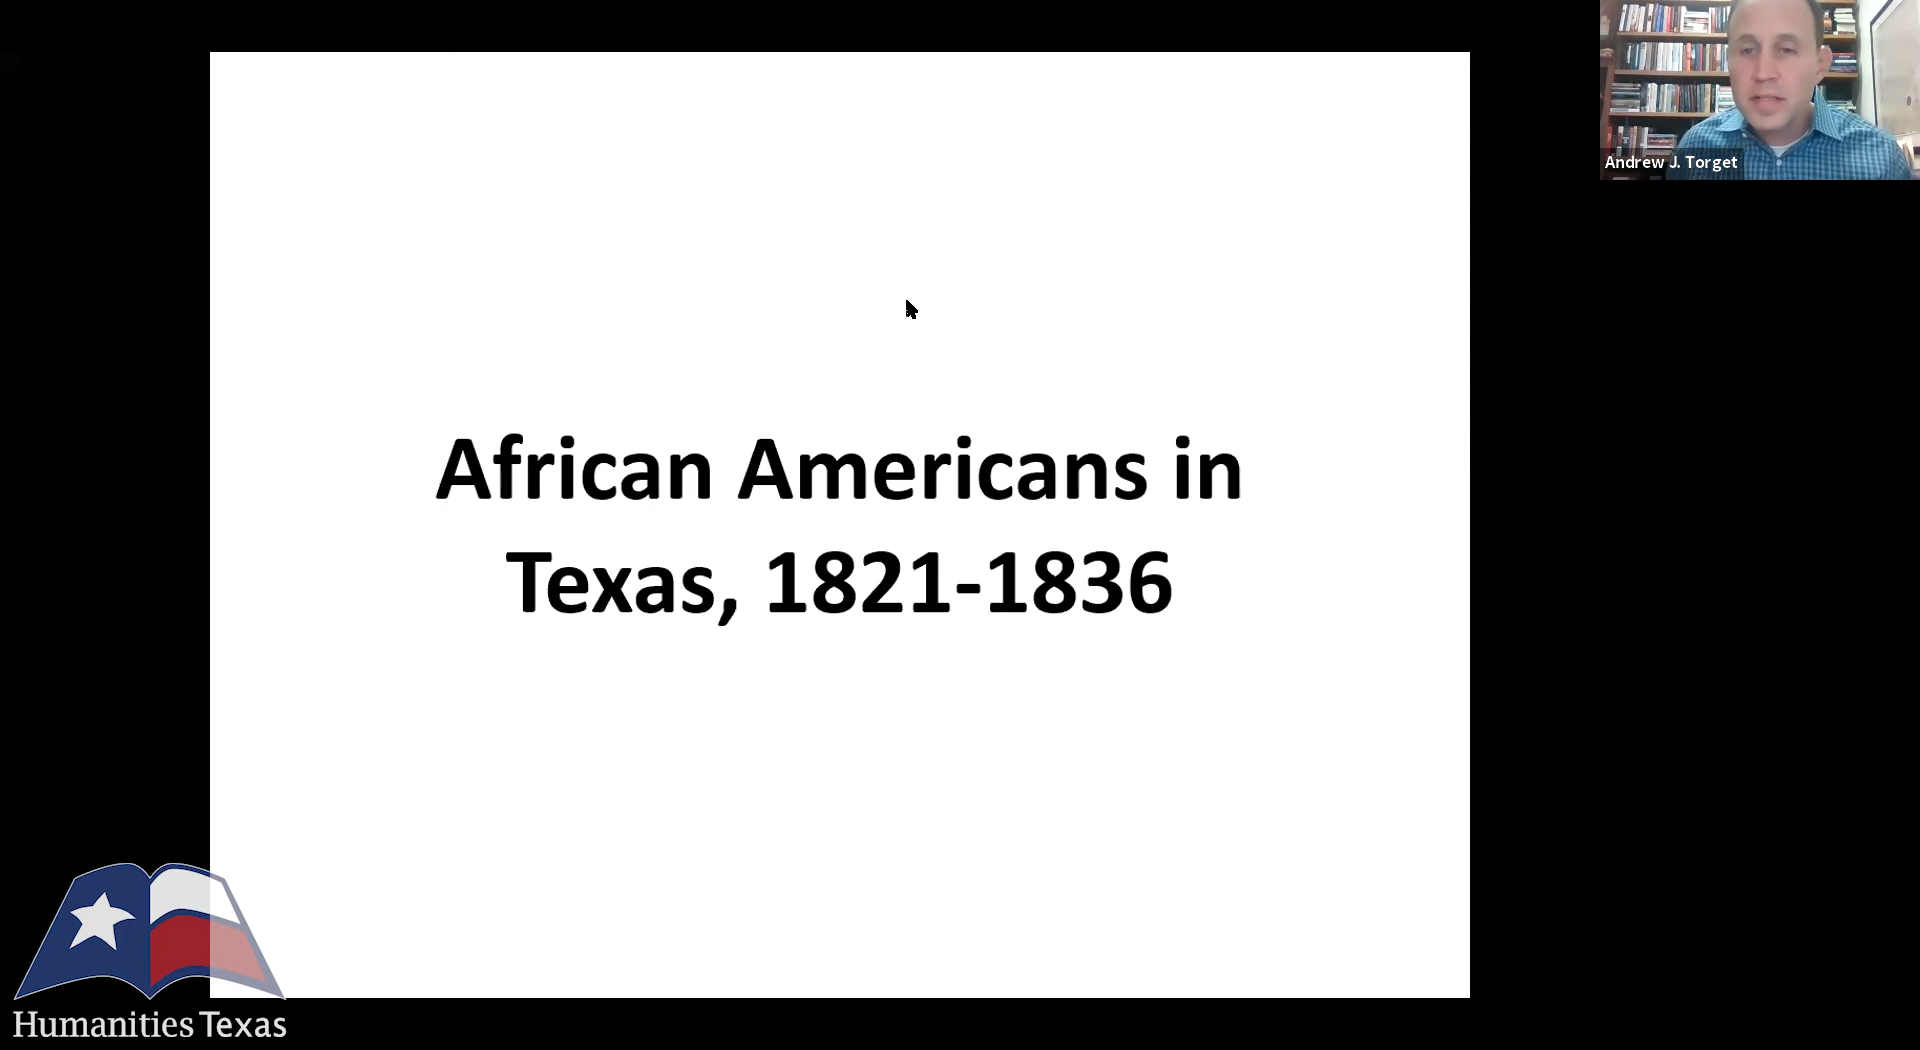 African Americans in
Texas, 1821-1836
Andrew J. Torget
Humanities Texas